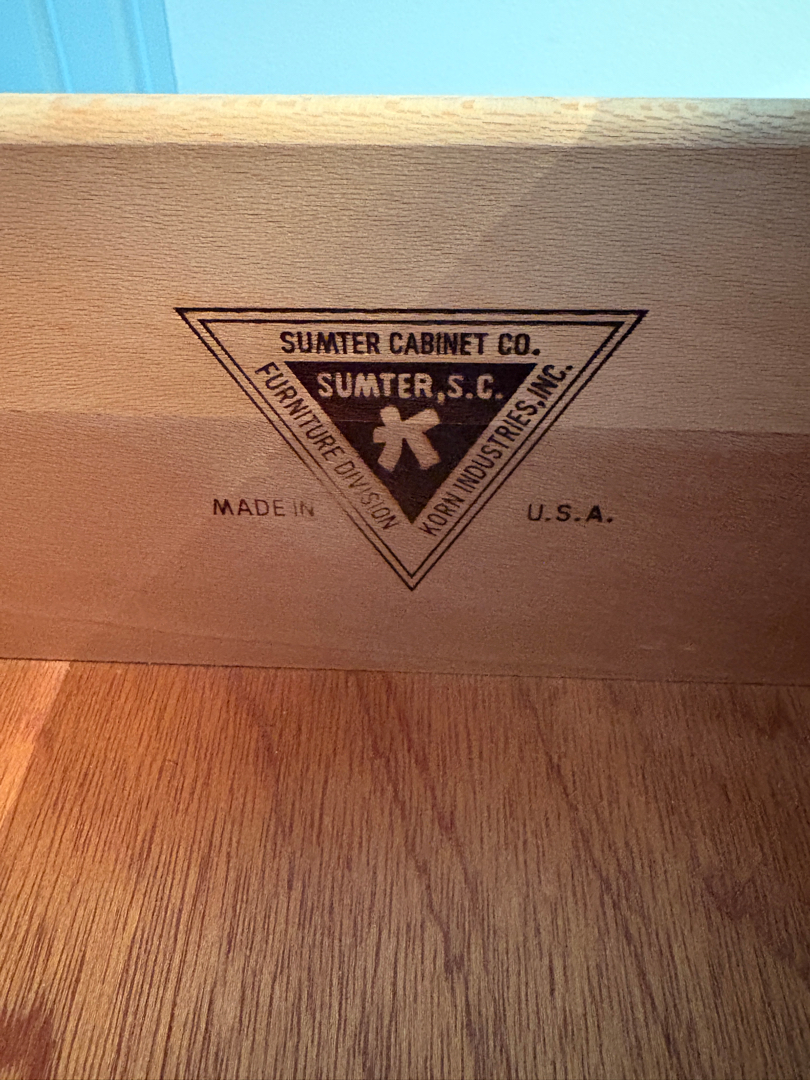 SUMTER CABINET CO.
SUMTER, S.C.
K
FURNITURE DIVISION
KORN INDUSTRIES, INC.
MADE IN U.S.A.